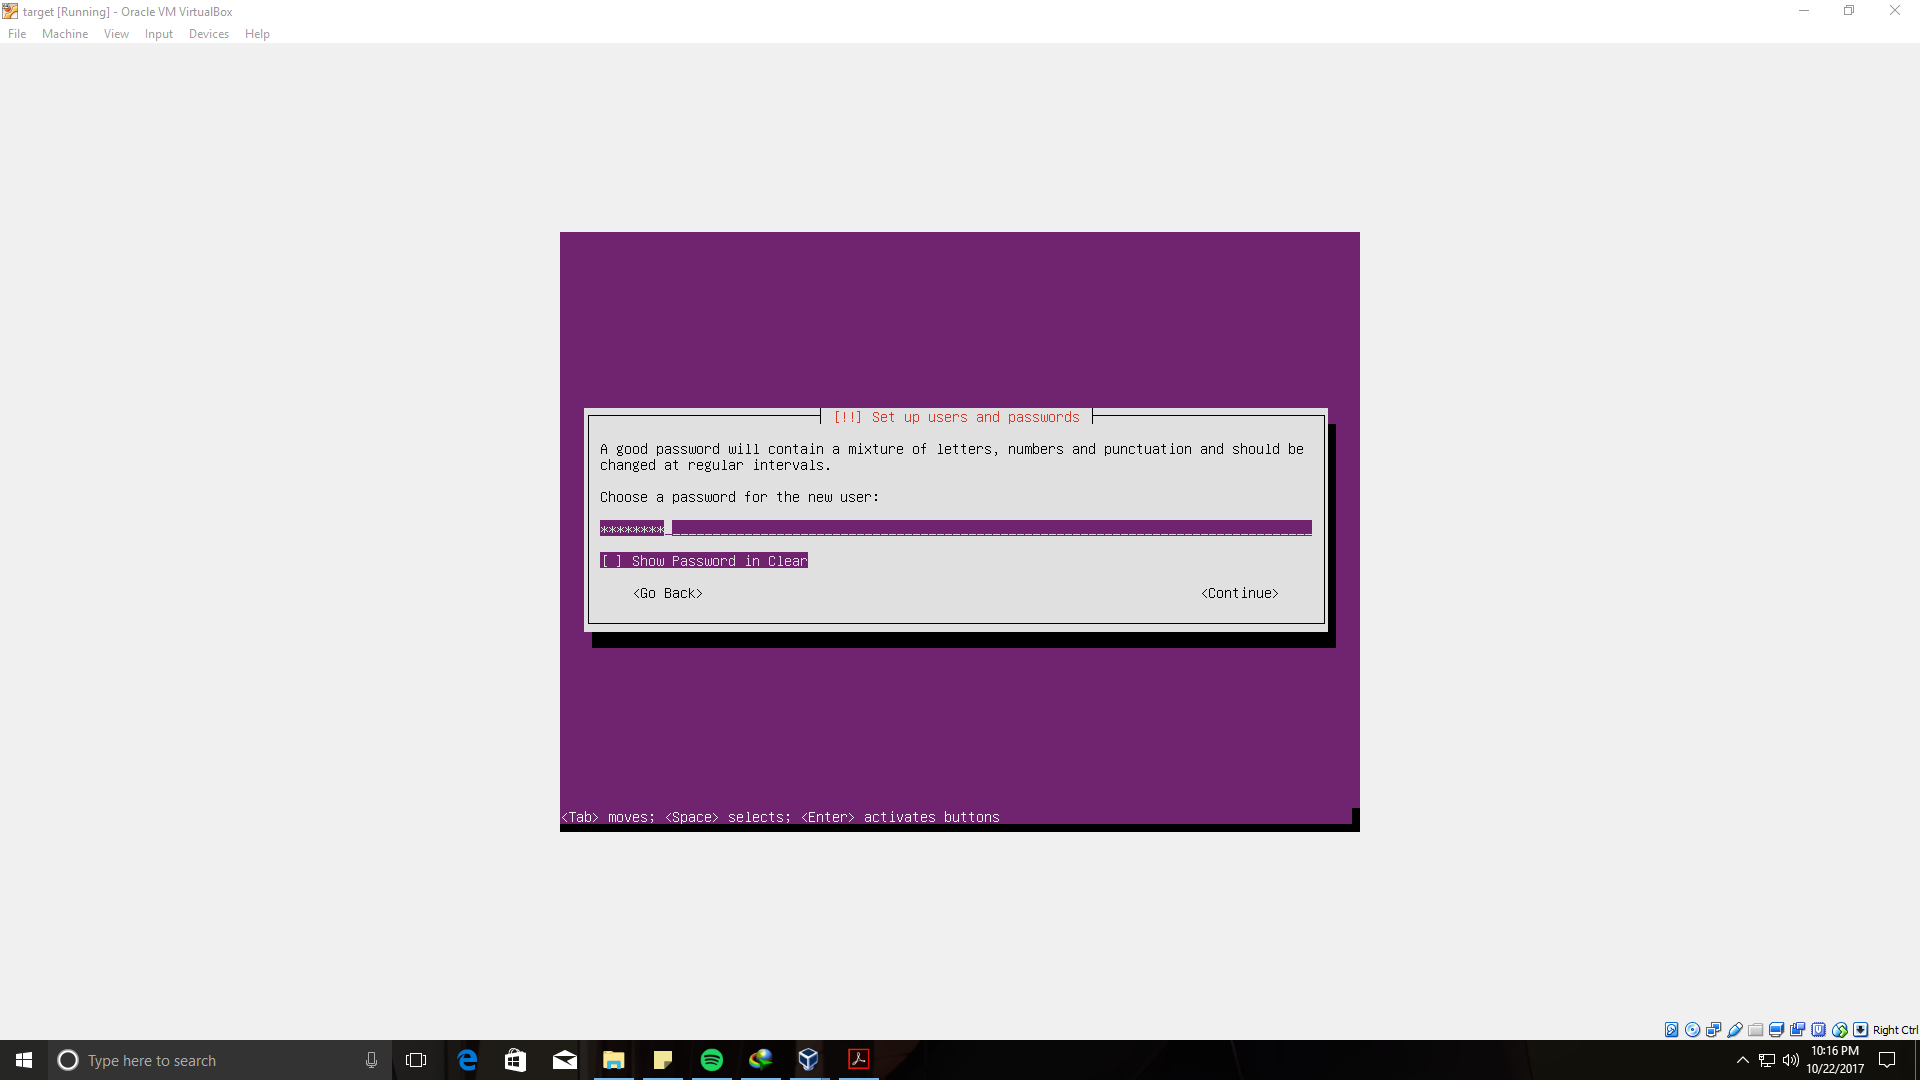 target [Running] - Oracle VM VirtualBox
File Machine View Input Devices Help
[!!] Set up users and passwords
A good password will contain a mixture of letters, numbers and punctuation and should be
changed at regular intervals.
Choose a password for the new user:
********
[ ] Show Password in Clear
<Go Back> <Continue>
<Tab> moves; <Space> selects; <Enter> activates buttons
Right Ctrl
Type here to search
10:16 PM
10/22/2017